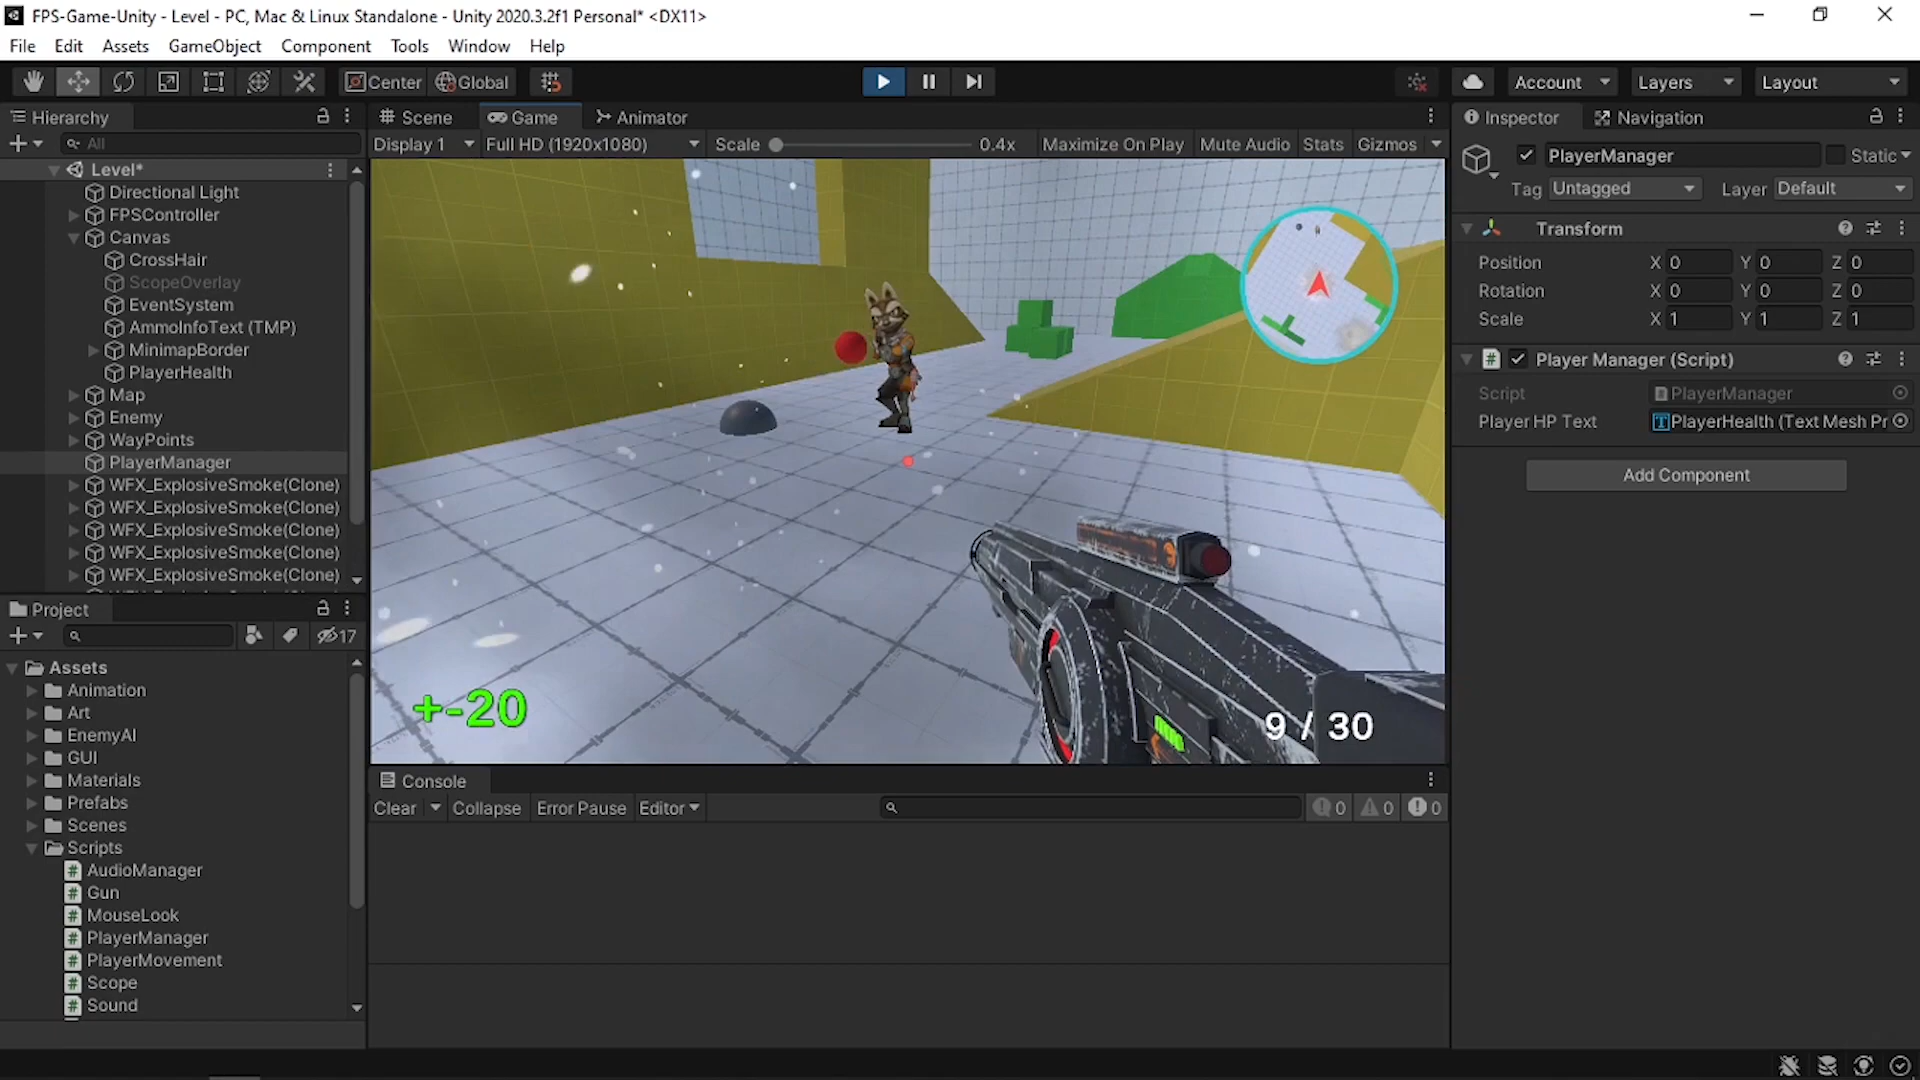 FPS-Game-Unity - Level - PC, Mac & Linux Standalone - Unity 2020.3.2f1 Personal* <DX11>
File Edit Assets GameObject Component Tools Window Help
Center Global Account Layers Layout
Hierarchy
All
Level*
Directional Light
FPSController
Canvas
CrossHair
ScopeOverlay
EventSystem
AmmoInfoText (TMP)
MinimapBorder
PlayerHealth
Map
Enemy
WayPoints
PlayerManager
WFX_ExplosiveSmoke(Clone)
WFX_ExplosiveSmoke(Clone)
WFX_ExplosiveSmoke(Clone)
WFX_ExplosiveSmoke(Clone)
WFX_ExplosiveSmoke(Clone)
Project
17
Assets
Animation
Art
EnemyAI
GUI
Materials
Prefabs
Scenes
Scripts
AudioManager
Gun
MouseLook
PlayerManager
PlayerMovement
Scope
Sound
Scene Game Animator
Display 1 Full HD (1920x1080) Scale 0.4x Maximize On Play Mute Audio Stats Gizmos
+-20
9 / 30
Console
Clear Collapse Error Pause Editor 0 0 0
Inspector Navigation
PlayerManager Static
Tag Untagged Layer Default
Transform
Position X 0 Y 0 Z 0
Rotation X 0 Y 0 Z 0
Scale X 1 Y 1 Z 1
# Player Manager (Script)
Script PlayerManager
Player HP Text PlayerHealth (Text Mesh Pr
Add Component